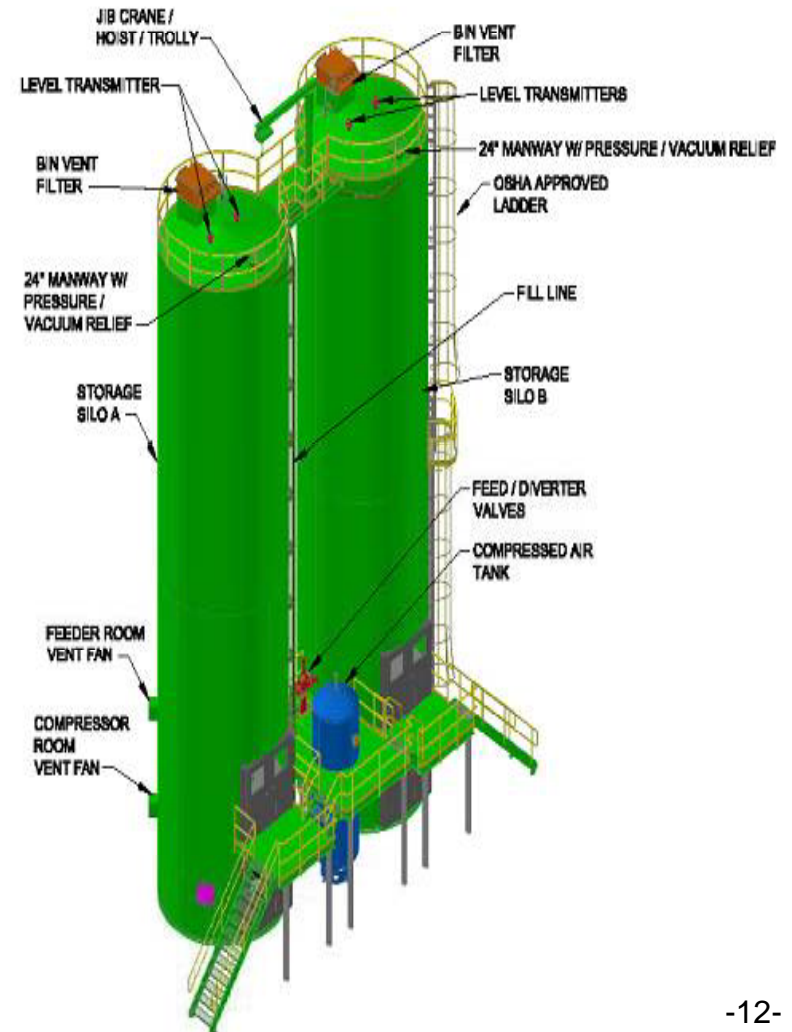 JIB CRANE /
HOIST / TROLLY
BIN VENT
FILTER
LEVEL TRANSMITTER
LEVEL TRANSMITTERS
24" MANWAY W/ PRESSURE / VACUUM RELIEF
BIN VENT
FILTER
OSHA APPROVED
LADDER
24" MANWAY W/
PRESSURE /
VACUUM RELIEF
FILL LINE
STORAGE
SILO A
STORAGE
SILO B
FEED / DIVERTER
VALVES
COMPRESSED AIR
TANK
FEEDER ROOM
VENT FAN
COMPRESSOR
ROOM
VENT FAN
-12-